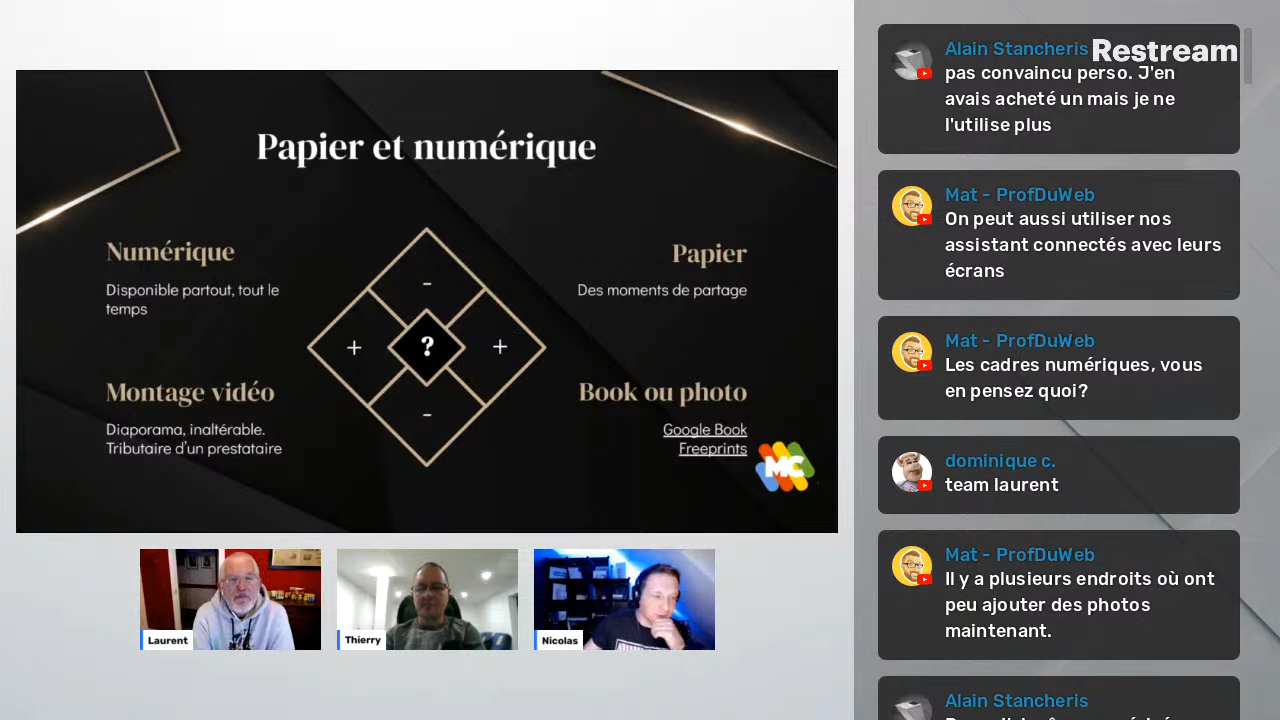 Papier et numérique
Numérique
Disponible partout, tout le
temps
Papier
Des moments de partage
-
+
?
+
-
Montage vidéo
Diaporama, inaltérable.
Tributaire d'un prestataire
Book ou photo
Google Book
Freeprints
MC
Laurent
Thierry
Nicolas
Restream
Alain Stancheris
pas convaincu perso. J'en
avais acheté un mais je ne
l'utilise plus
Mat - ProfDuWeb
On peut aussi utiliser nos
assistant connectés avec leurs
écrans
Mat - ProfDuWeb
Les cadres numériques, vous
en pensez quoi?
dominique c.
team laurent
Mat - ProfDuWeb
Il y a plusieurs endroits où ont
peu ajouter des photos
maintenant.
Alain Stancheris